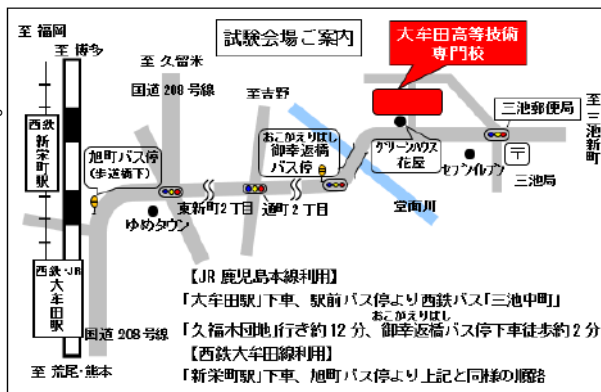 至 福岡
至 博多
試験会場ご案内
大牟田高等技術
専門校
至 久留米
国道 208 号線
至吉野
至
三池新町
三池郵便局
西鉄
新栄町駅
旭町バス停
(歩道橋下)
おこがえりばし
御幸返橋
バス停
グリーンハウス
花屋
セブンイレブン
〒
三池局
東新町2丁目
通町2丁目
ゆめタウン
堂面川
西鉄・JR
大牟田駅
国道 208号線
至 荒尾・熊本
【JR 鹿児島本線利用】
「大牟田駅」下車、駅前バス停より西鉄バス「三池中町」
おこがえりばし
「久福木団地」行き約12分、御幸返橋バス停下車徒歩約2分
【西鉄大牟田線利用】
「新栄町駅」下車、旭町バス停より上記と同様の順路